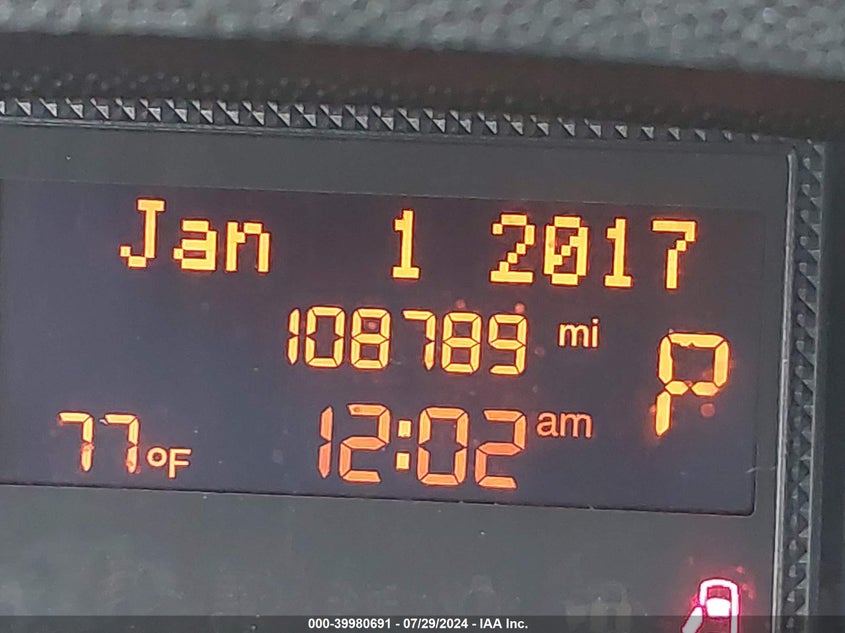 Jan 1 2017
108789 mi
P
77°F 12:02 am
000-39980691 - 07/29/2024 - IAA Inc.